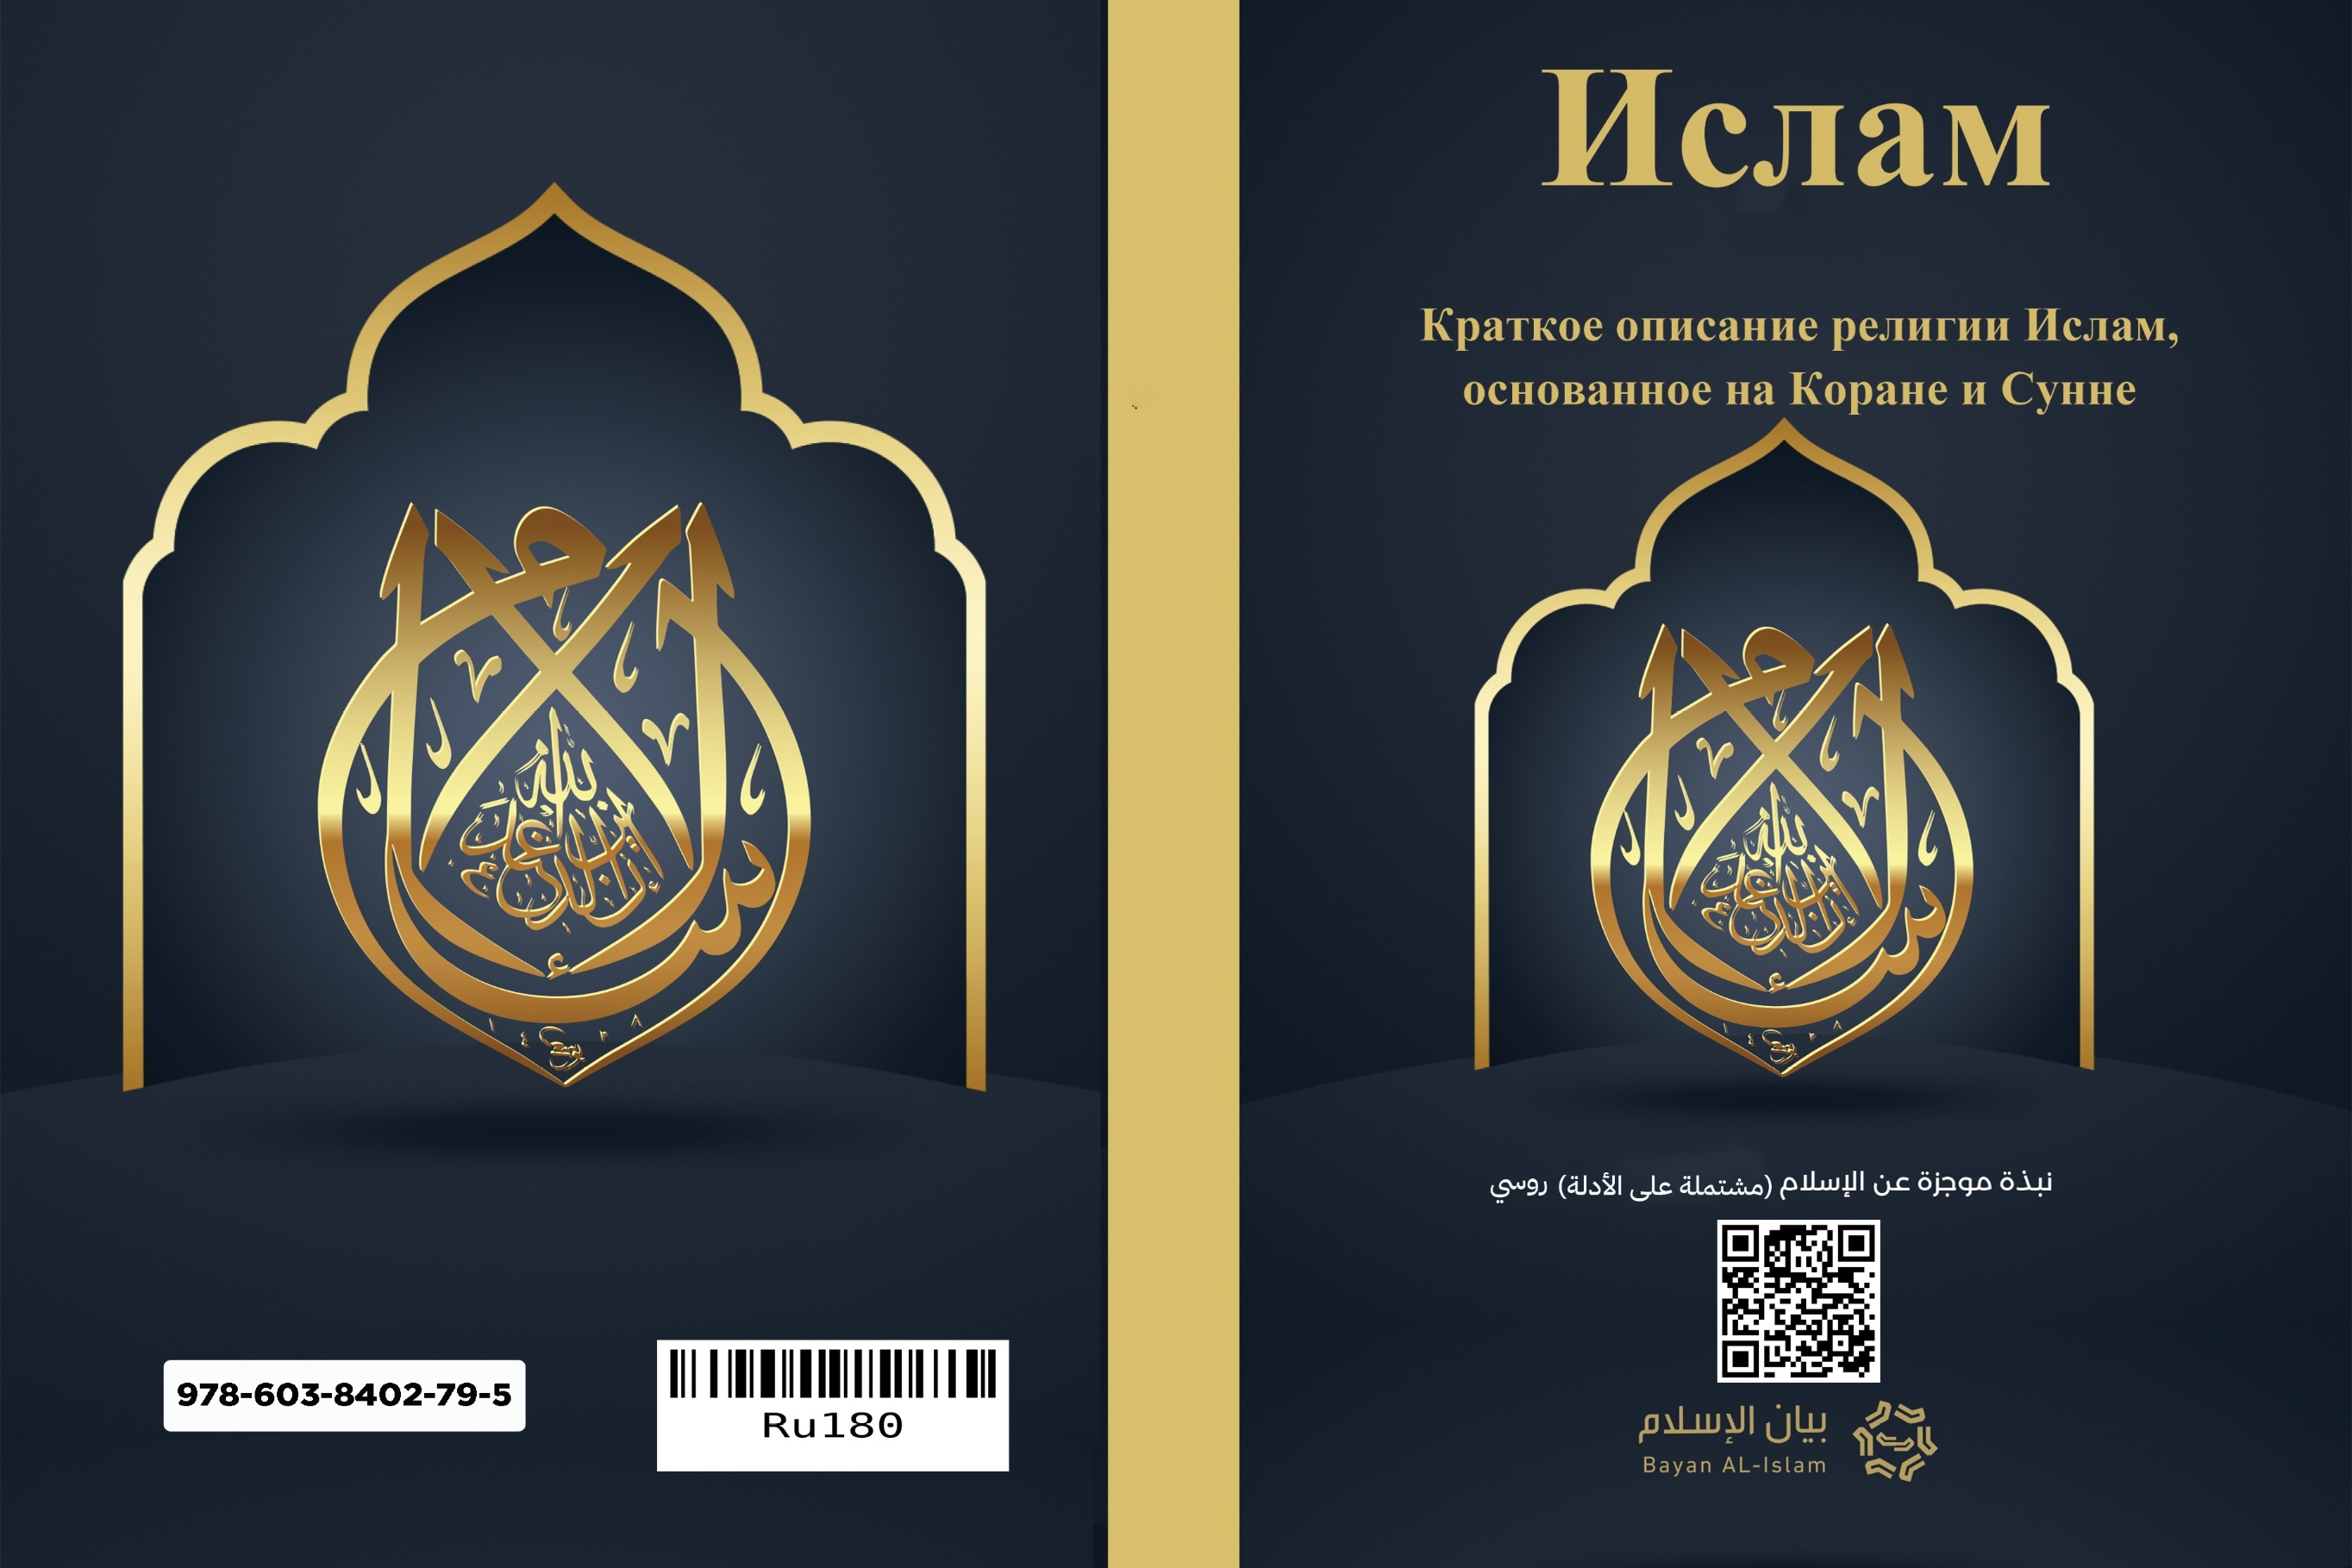 Ислам
Краткое описание религии Ислам,
основанное на Коране и Сунне
نبذة موجزة عن الإسلام (مشتملة على الأدلة) روسي
بيان الإسلام
Bayan AL-Islam
978-603-8402-79-5
Ru180